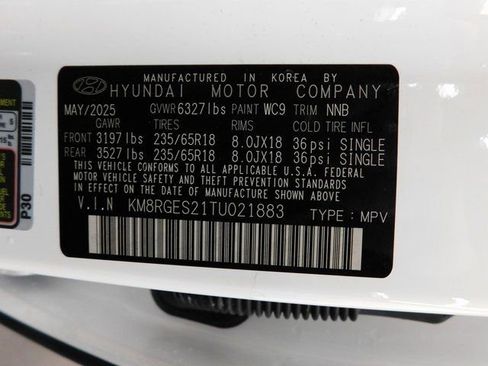 MANUFACTURED IN KOREA BY
HYUNDAI MOTOR COMPANY
MAY/2025 GVWR 6327lbs PAINT WC9 TRIM NNB
GAWR TIRES RIMS COLD TIRE INFL
FRONT 3197lbs 235/65R18 8.0JX18 36psi SINGLE
REAR 3527lbs 235/65R18 8.0JX18 36psi SINGLE
THIS VEHICLE CONFORMS TO ALL APPLICABLE U.S.A. FEDERAL
MOTOR VEHICLE SAFETY AND
IN EFFECT ON THE DATE OF MANUFACTURE SHOWN ABOVE.
V.I.N KM8RGES21TU021883 TYPE : MPV
P30